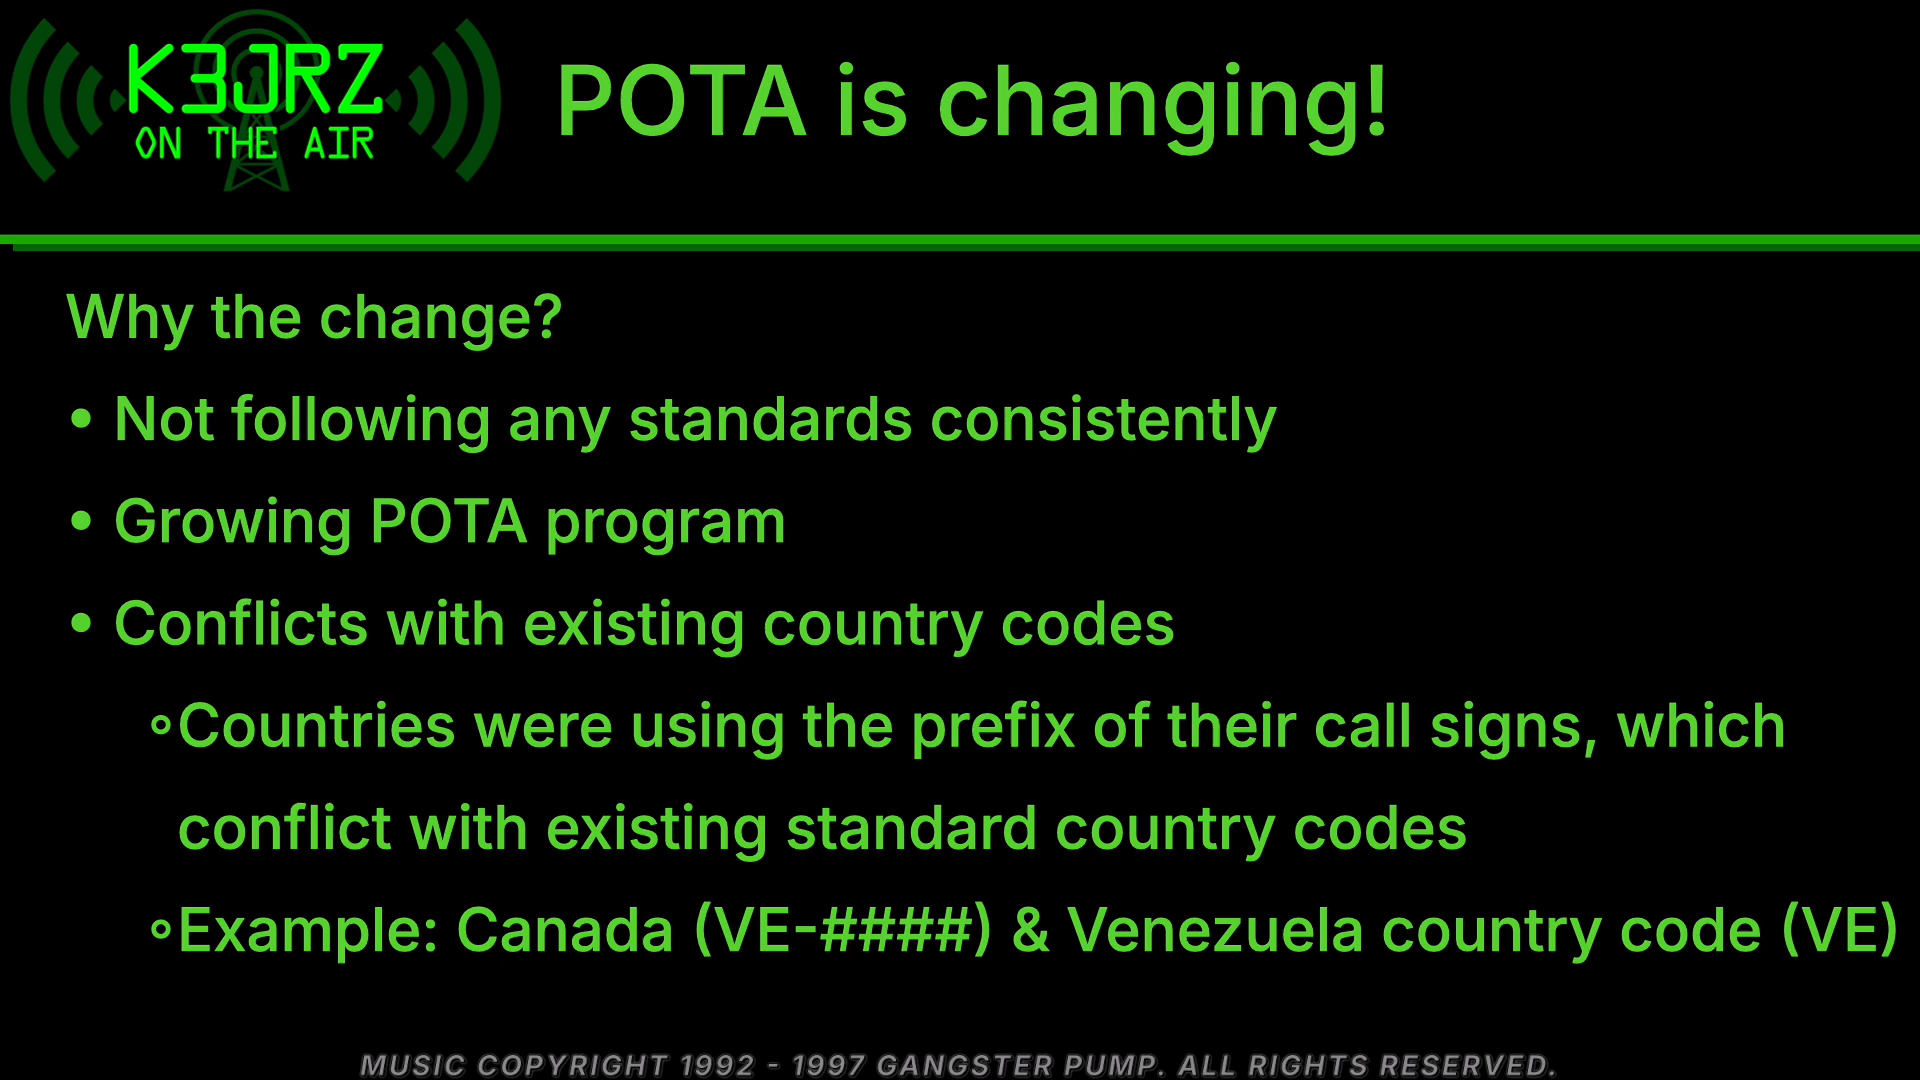 K3JRZ
ON THE AIR
POTA is changing!
Why the change?
• Not following any standards consistently
• Growing POTA program
• Conflicts with existing country codes
◦Countries were using the prefix of their call signs, which
conflict with existing standard country codes
◦Example: Canada (VE-####) & Venezuela country code (VE)
MUSIC COPYRIGHT 1992 - 1997 GANGSTER PUMP. ALL RIGHTS RESERVED.